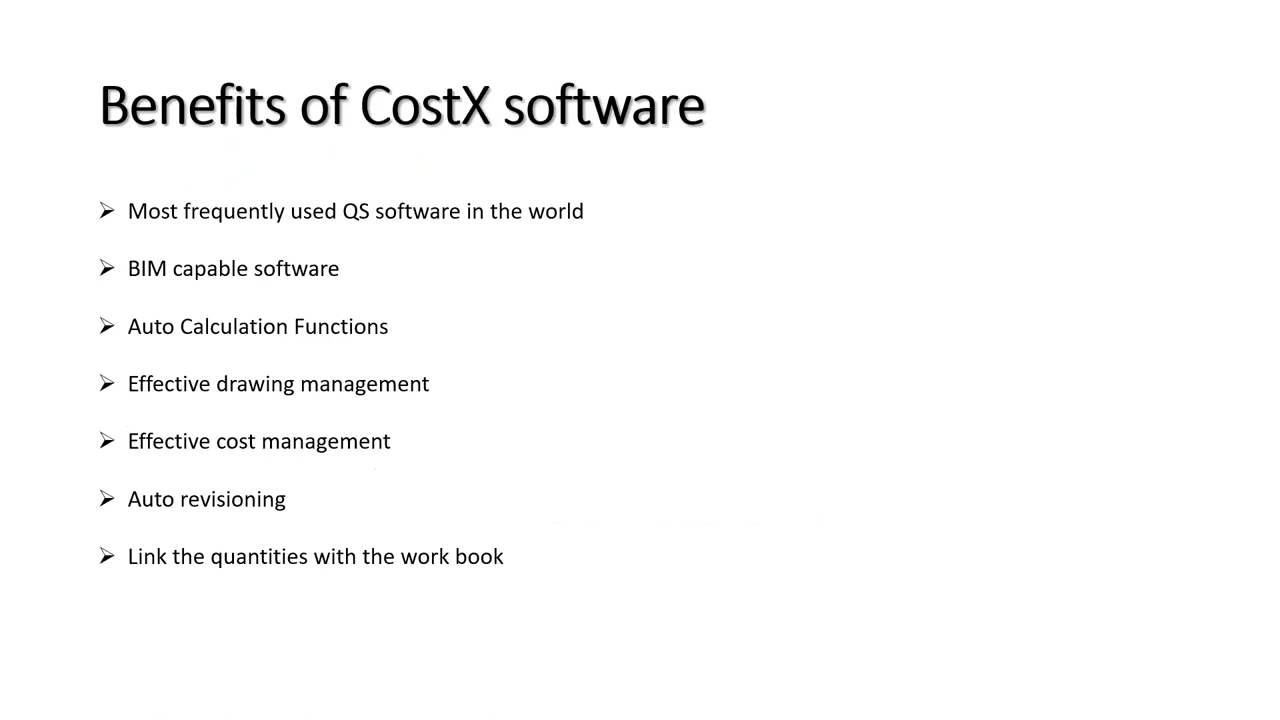 Benefits of CostX software
Most frequently used QS software in the world
BIM capable software
Auto Calculation Functions
Effective drawing management
Effective cost management
Auto revisioning
Link the quantities with the work book